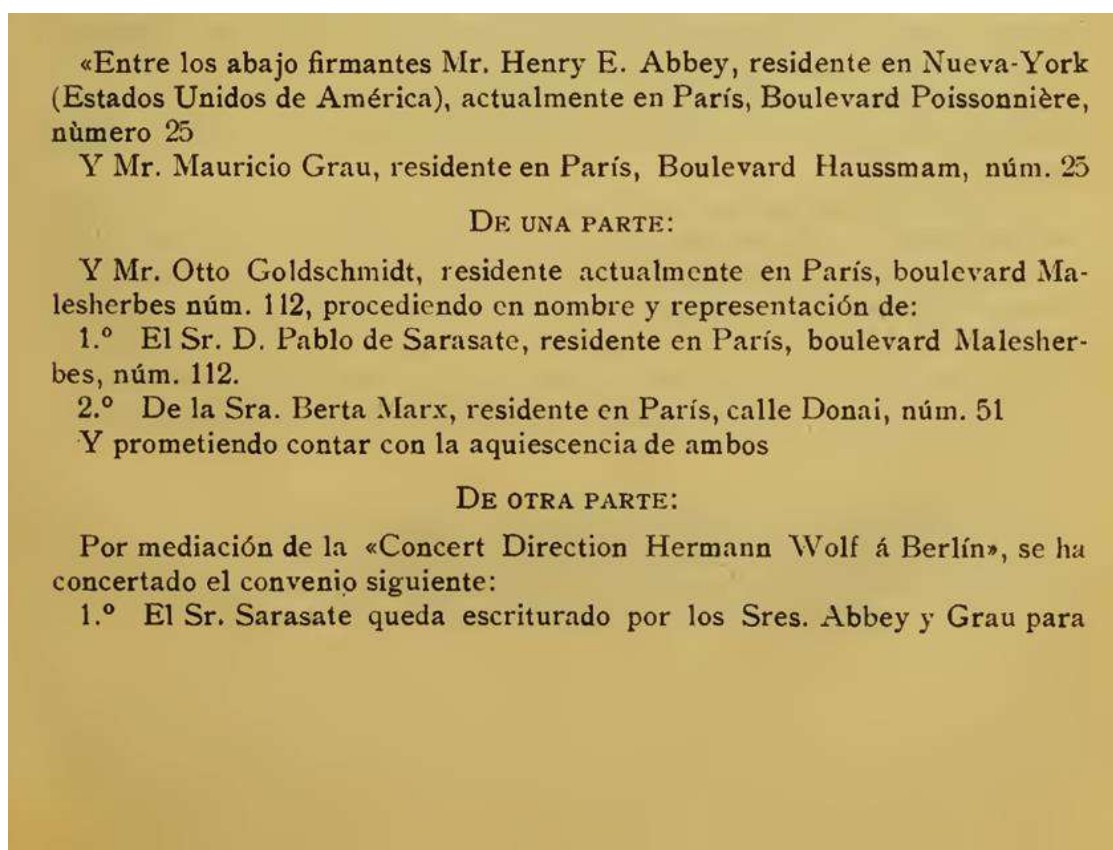 «Entre los abajo firmantes Mr. Henry E. Abbey, residente en Nueva-York
(Estados Unidos de América), actualmente en París, Boulevard Poissonnière,
nùmero 25
Y Mr. Mauricio Grau, residente en París, Boulevard Haussmam, núm. 25
DE UNA PARTE:
Y Mr. Otto Goldschmidt, residente actualmente en París, boulevard Ma-
lesherbes núm. 112, procediendo en nombre y representación de:
1.º El Sr. D. Pablo de Sarasate, residente en París, boulevard Malesher-
bes, núm. 112.
2.º De la Sra. Berta Marx, residente en París, calle Donai, núm. 51
Y prometiendo contar con la aquiescencia de ambos
DE OTRA PARTE:
Por mediación de la «Concert Direction Hermann Wolf á Berlín», se ha
concertado el convenio siguiente:
1.º El Sr. Sarasate queda escriturado por los Sres. Abbey y Grau para